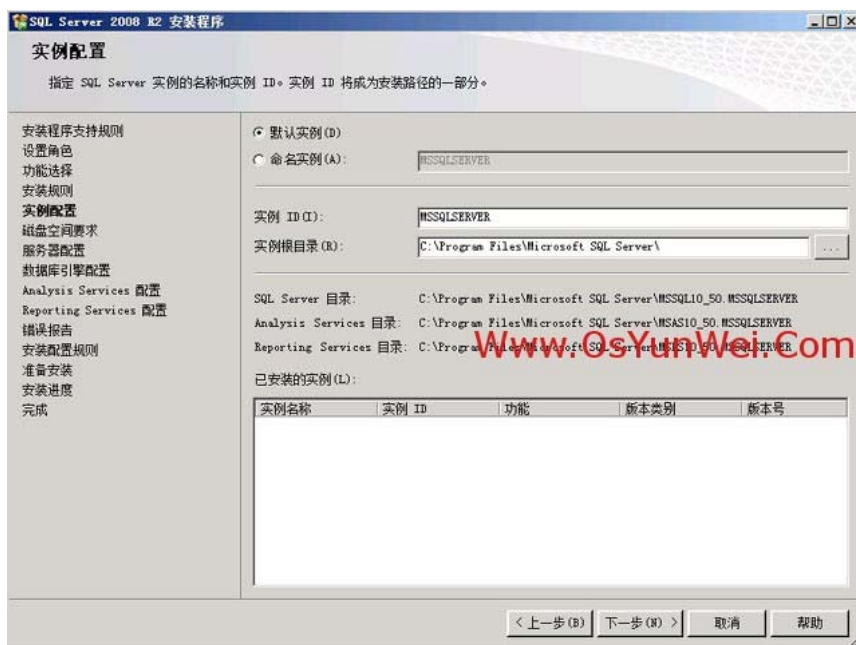 SQL Server 2008 R2 安装程序
实例配置
指定 SQL Server 实例的名称和实例 ID。实例 ID 将成为安装路径的一部分。
安装程序支持规则
设置角色
功能选择
安装规则
实例配置
磁盘空间要求
服务器配置
数据库引擎配置
Analysis Services 配置
Reporting Services 配置
错误报告
安装配置规则
准备安装
安装进度
完成
默认实例(D)
命名实例(A): MSSQLSERVER
实例 ID(I): MSSQLSERVER
实例根目录(R): C:\Program Files\Microsoft SQL Server\ ...
SQL Server 目录: C:\Program Files\Microsoft SQL Server\MSSQL10_50.MSSQLSERVER
Analysis Services 目录: C:\Program Files\Microsoft SQL Server\MSAS10_50.MSSQLSERVER
Reporting Services 目录: C:\Program Files\Microsoft SQL Server\MSRS10_50.MSSQLSERVER
Www.OsYunWei.Com
已安装的实例(L):
实例名称 实例 ID 功能 版本类别 版本号
< 上一步(B) 下一步(N) > 取消 帮助